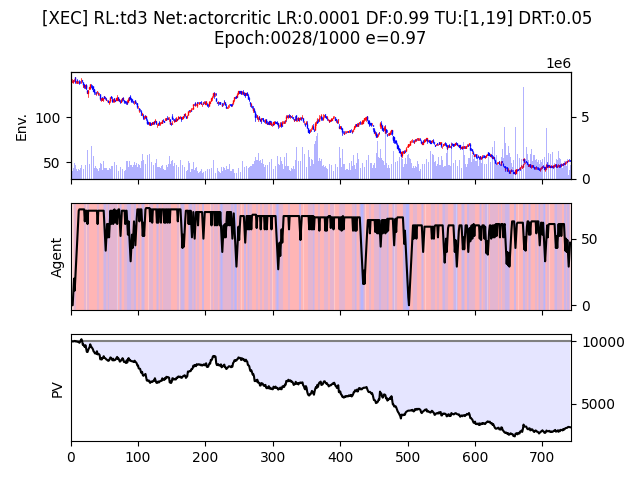 [XEC] RL:td3 Net:actorcritic LR:0.0001 DF:0.99 TU:[1,19] DRT:0.05
Epoch:0028/1000 e=0.97
1e6
Env.
100
50
5
0
Agent
50
0
PV
10000
5000
0 100 200 300 400 500 600 700